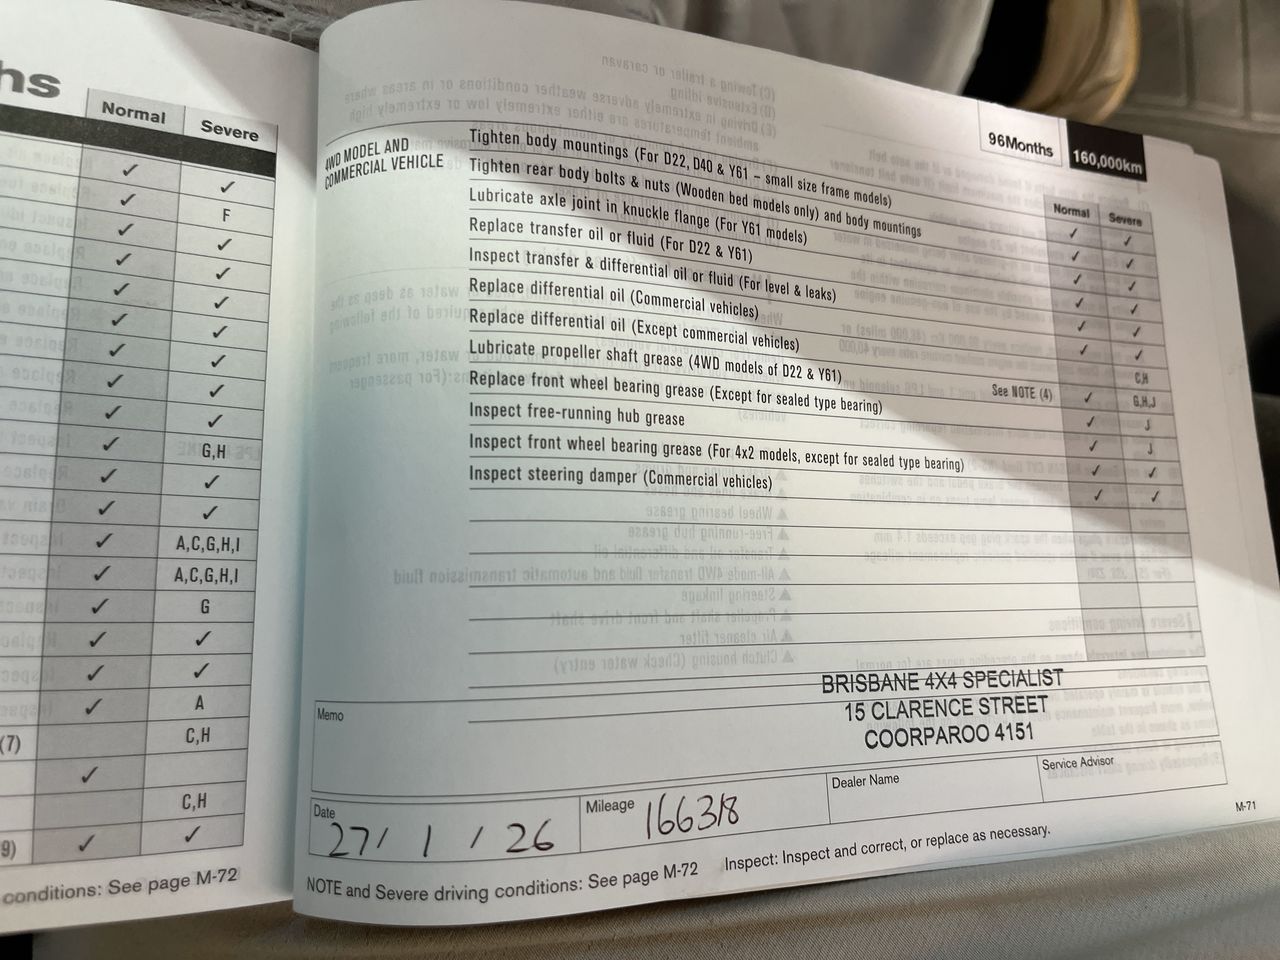 hs
Normal Severe
✓ ✓
✓ F
✓ ✓
✓ ✓
✓ ✓
✓ ✓
✓ ✓
✓ ✓
✓ ✓
✓ G,H
✓ ✓
✓ ✓
✓ A,C,G,H,I
✓ A,C,G,H,I
✓ G
✓ ✓
✓ ✓
✓ A
(7) C,H
✓
C,H
9) ✓ ✓
conditions: See page M-72
96Months 160,000km
Normal Severe
4WD MODEL AND
COMMERCIAL VEHICLE
Tighten body mountings (For D22, D40 & Y61 – small size frame models) ✓ ✓
Tighten rear body bolts & nuts (Wooden bed models only) and body mountings ✓ ✓
Lubricate axle joint in knuckle flange (For Y61 models) ✓ ✓
Replace transfer oil or fluid (For D22 & Y61) ✓ ✓
Inspect transfer & differential oil or fluid (For level & leaks) ✓ ✓
Replace differential oil (Commercial vehicles) C,H
Replace differential oil (Except commercial vehicles) See NOTE (4) ✓ G,H,J
Lubricate propeller shaft grease (4WD models of D22 & Y61) ✓ J
Replace front wheel bearing grease (Except for sealed type bearing) ✓ J
Inspect free-running hub grease ✓ ✓
Inspect front wheel bearing grease (For 4x2 models, except for sealed type bearing) ✓ ✓
Inspect steering damper (Commercial vehicles)
Memo
BRISBANE 4X4 SPECIALIST
15 CLARENCE STREET
COORPAROO 4151
Date 27/ 1 / 26 Mileage 166318 Dealer Name Service Advisor
NOTE and Severe driving conditions: See page M-72 Inspect: Inspect and correct, or replace as necessary.
M-71